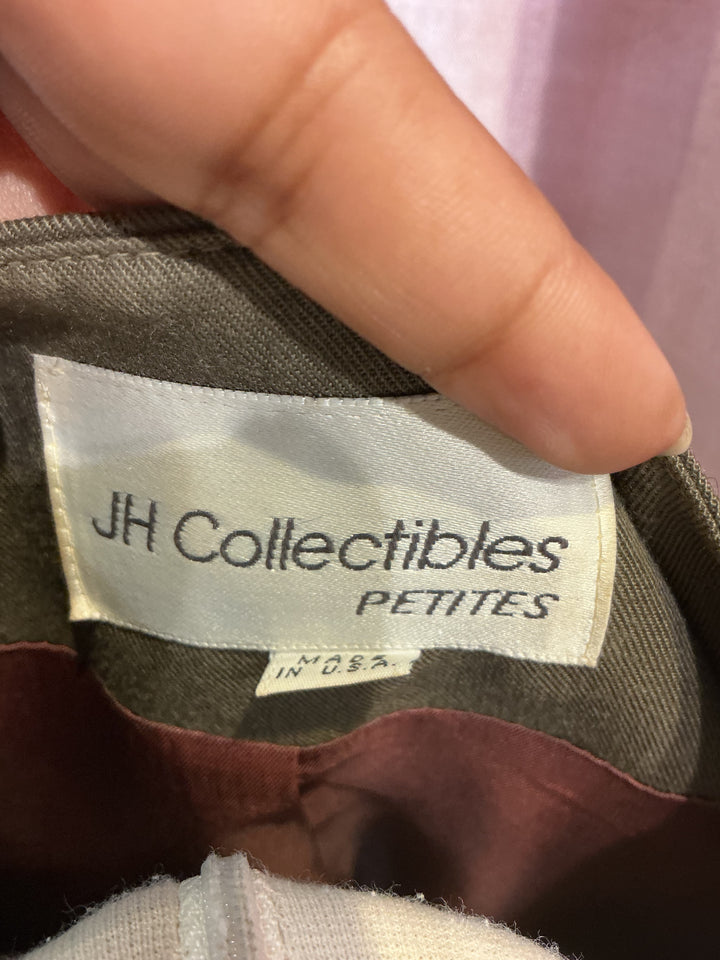 JH Collectibles
PETITES
MADE
IN U.S.A.